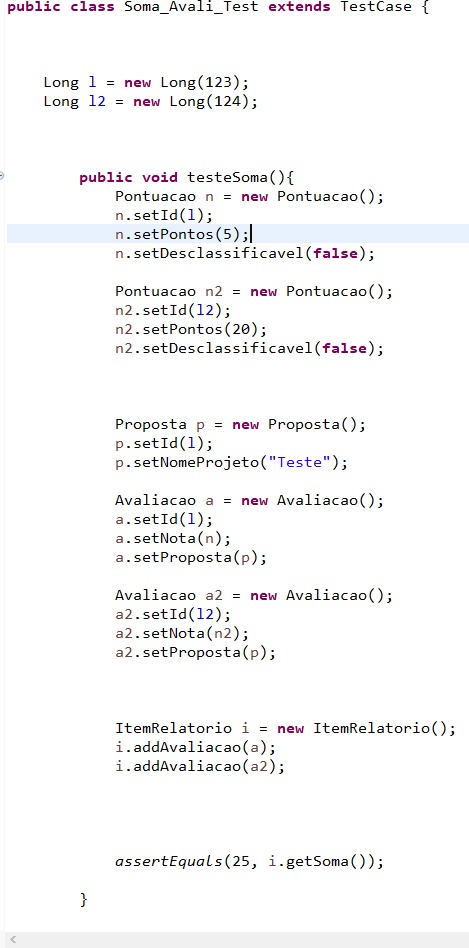 public class Soma_Avali_Test extends TestCase {
Long l = new Long(123);
Long l2 = new Long(124);
public void testeSoma(){
Pontuacao n = new Pontuacao();
n.setId(l);
n.setPontos(5);
n.setDesclassificavel(false);
Pontuacao n2 = new Pontuacao();
n2.setId(l2);
n2.setPontos(20);
n2.setDesclassificavel(false);
Proposta p = new Proposta();
p.setId(l);
p.setNomeProjeto("Teste");
Avaliacao a = new Avaliacao();
a.setId(l);
a.setNota(n);
a.setProposta(p);
Avaliacao a2 = new Avaliacao();
a2.setId(l2);
a2.setNota(n2);
a2.setProposta(p);
ItemRelatorio i = new ItemRelatorio();
i.addAvaliacao(a);
i.addAvaliacao(a2);
assertEquals(25, i.getSoma());
}